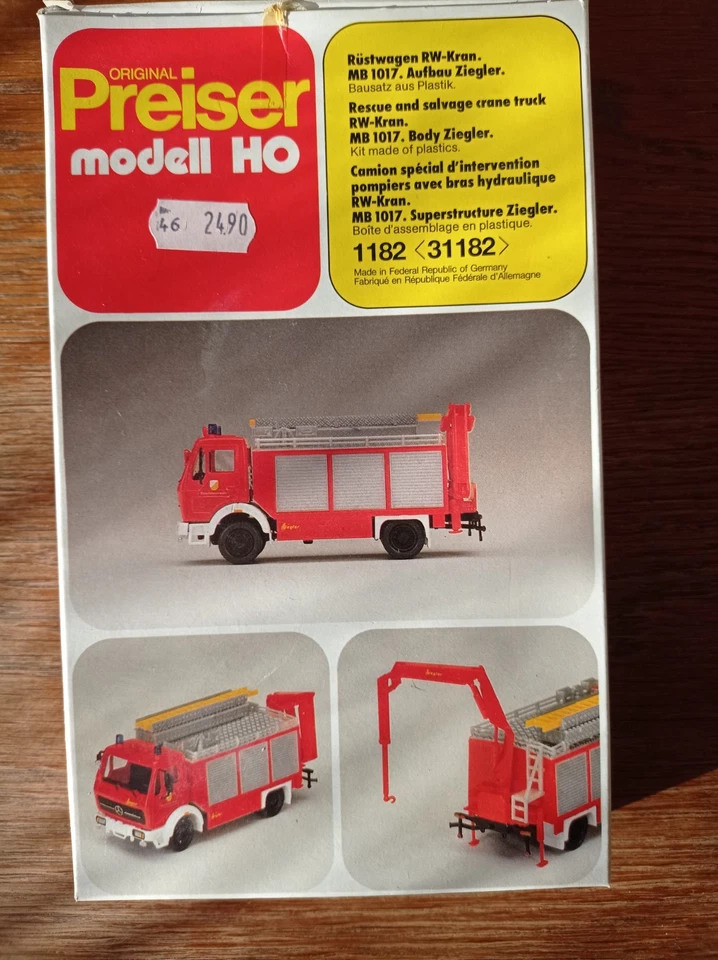 ORIGINAL
Preiser
modell HO
46 24.90
Rüstwagen RW-Kran.
MB 1017. Aufbau Ziegler.
Bausatz aus Plastik.
Rescue and salvage crane truck
RW-Kran.
MB 1017. Body Ziegler.
Kit made of plastics.
Camion spécial d'intervention
pompiers avec bras hydraulique
RW-Kran.
MB 1017. Superstructure Ziegler.
Boîte d'assemblage en plastique.
1182 <31182>
Made in Federal Republic of Germany
Fabriqué en République Fédérale d'Allemagne
Ziegler
Ziegler